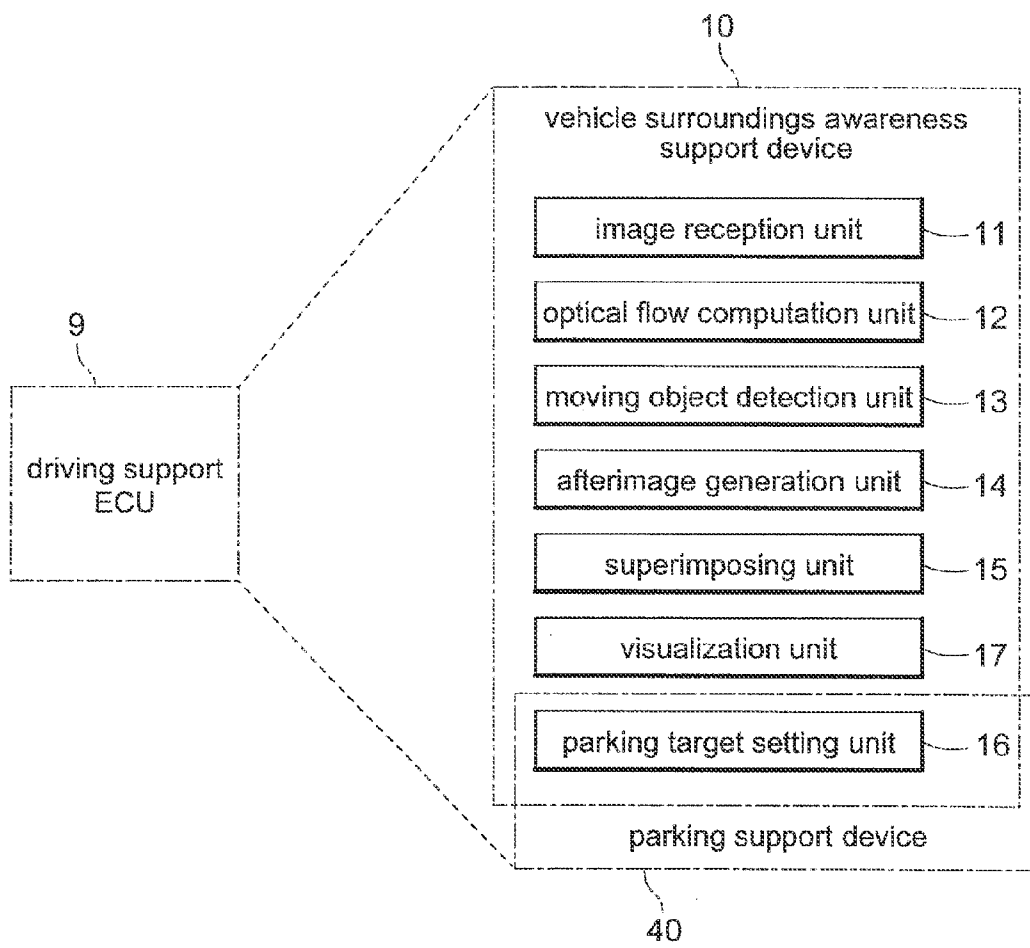 10
vehicle surroundings awareness
support device
image reception unit 11
optical flow computation unit 12
9
moving object detection unit 13
driving support
ECU
afterimage generation unit 14
superimposing unit 15
visualization unit 17
parking target setting unit 16
parking support device
40